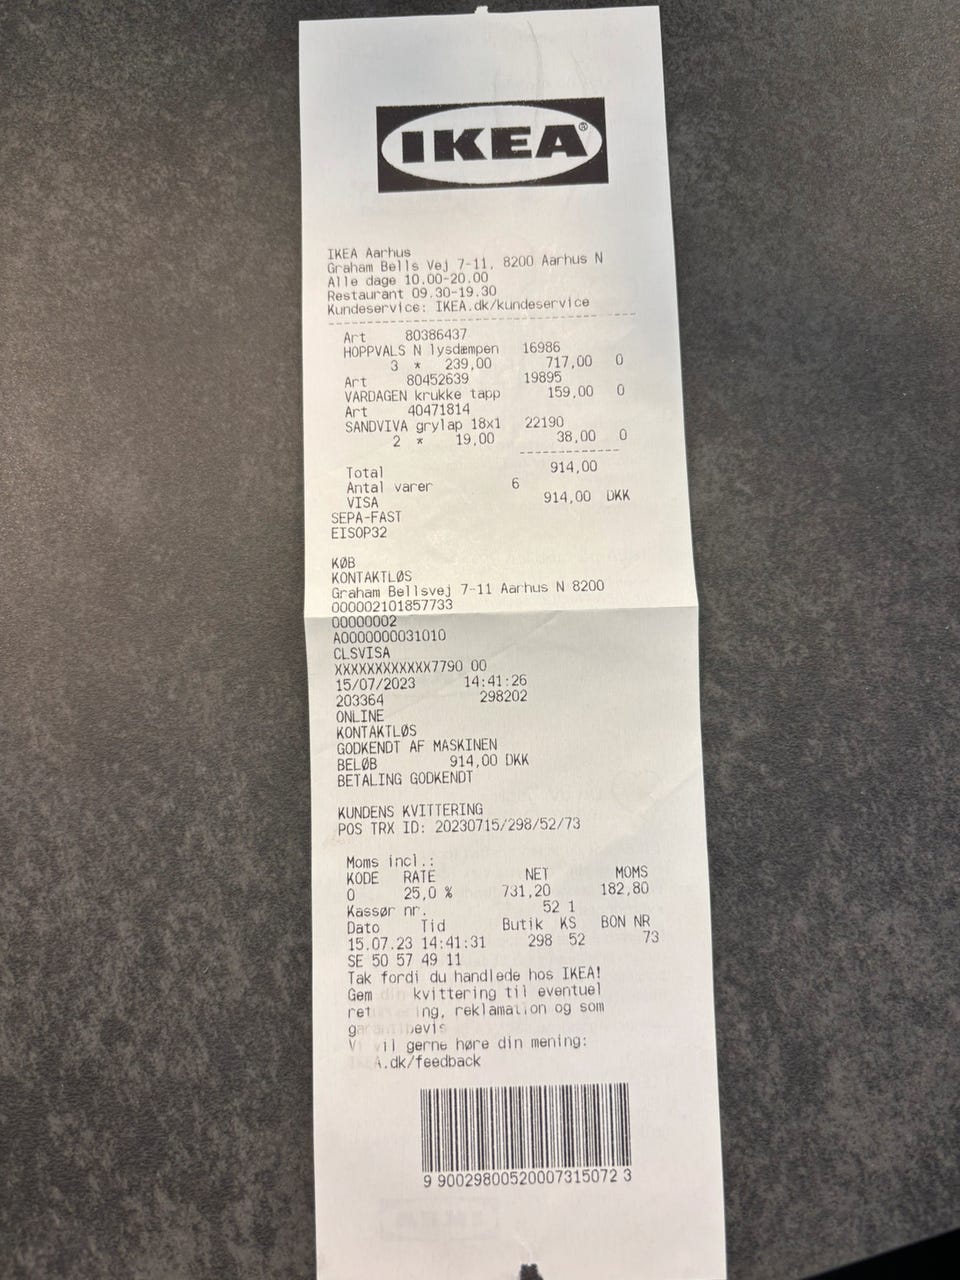 IKEA®
IKEA Aarhus
Graham Bells Vej 7-11, 8200 Aarhus N
Alle dage 10.00-20.00
Restaurant 09.30-19.30
Kundeservice: IKEA.dk/kundeservice
Art 80386437
HOPPVALS N lysdæmpen 16986
3 * 239,00 717,00 0
Art 80452639 19895
VARDAGEN krukke tapp 159,00 0
Art 40471814
SANDVIVA grylap 18x1 22190
2 * 19,00 38,00 0
Total 914,00
Antal varer 6
VISA 914,00 DKK
SEPA-FAST
EISOP32
KØB
KONTAKTLØS
Graham Bellsvej 7-11 Aarhus N 8200
000002101857733
00000002
A0000000031010
CLSVISA
XXXXXXXXXXXX7790 00
15/07/2023 14:41:26
203364 298202
ONLINE
KONTAKTLØS
GODKENDT AF MASKINEN
BELØB 914,00 DKK
BETALING GODKENDT
KUNDENS KVITTERING
POS TRX ID: 20230715/298/52/73
Moms incl.:
KODE RATE NET MOMS
0 25,0 % 731,20 182,80
Kassør nr. 52 1
Dato Tid Butik KS BON NR
15.07.23 14:41:31 298 52 73
SE 50 57 49 11
Tak fordi du handlede hos IKEA!
Gem din kvittering til eventuel
reklamation og som
garantibevis
Vi vil gerne høre din mening:
IKEA.dk/feedback
9 90029800520007315072 3